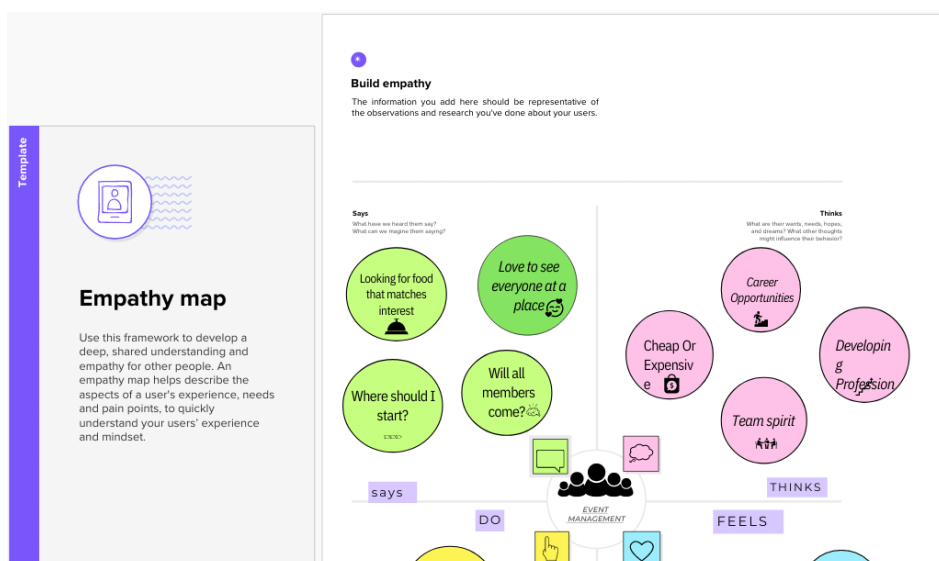 Template
Empathy map
Use this framework to develop a
deep, shared understanding and
empathy for other people. An
empathy map helps describe the
aspects of a user's experience, needs
and pain points, to quickly
understand your users' experience
and mindset.
Build empathy
The information you add here should be representative of
the observations and research you've done about your users.
Says
What have we heard them say?
What can we imagine them saying?
Thinks
What are their wants, needs, hopes,
and dreams? What other thoughts
might influence their behavior?
Looking for food
that matches
interest
Love to see
everyone at a
place
Where should I
start?
Will all
members
come?
Career
Opportunities
Cheap Or
Expensiv
e
Developin
g
Profession
Team spirit
says
THINKS
DO
FEELS
EVENT
MANAGEMENT